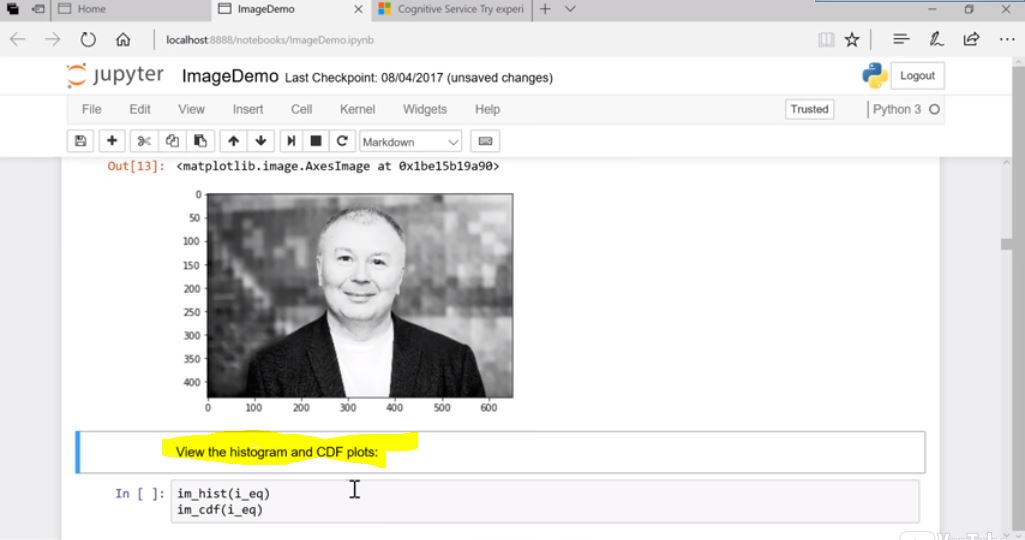 Home
ImageDemo
Cognitive Service Try experi
localhost:8888/notebooks/ImageDemo.ipynb
jupyter ImageDemo Last Checkpoint: 08/04/2017 (unsaved changes)
Logout
File Edit View Insert Cell Kernel Widgets Help
Trusted
Python 3
Markdown
Out[13]: <matplotlib.image.AxesImage at 0x1be15b19a90>
0
50
100
150
200
250
300
350
400
0 100 200 300 400 500 600
View the histogram and CDF plots:
In [ ]: im_hist(i_eq)
im_cdf(i_eq)